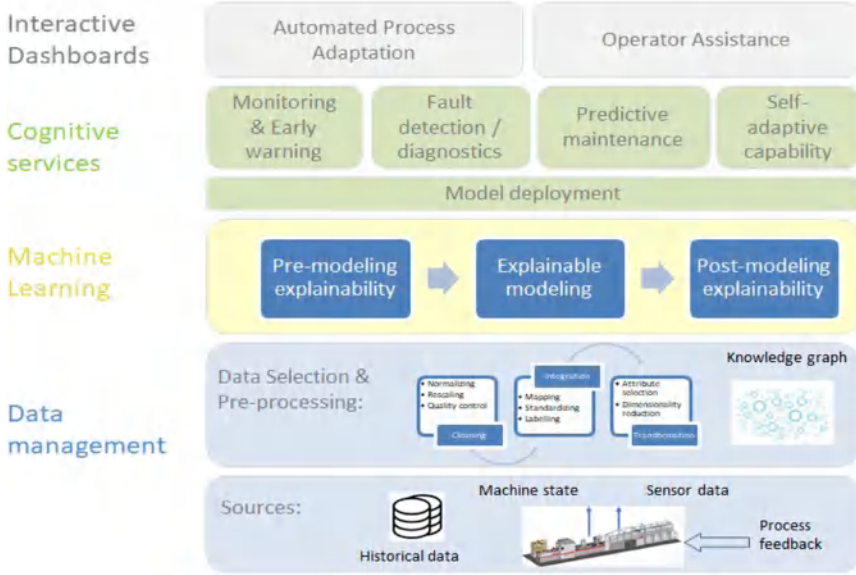 Interactive
Dashboards
Automated Process
Adaptation
Operator Assistance
Cognitive
services
Monitoring
& Early
warning
Fault
detection /
diagnostics
Predictive
maintenance
Self-
adaptive
capability
Model deployment
Machine
Learning
Pre-modeling
explainability
Explainable
modeling
Post-modeling
explainability
Data
management
Data Selection &
Pre-processing:
• Normalizing
• Rescaling
• Quality control
Cleaning
Integration
• Mapping
• Standardizing
• Labelling
• Attribute
selection
• Dimensionality
reduction
Transformation
Knowledge graph
Sources:
Historical data
Machine state
Sensor data
Process
feedback